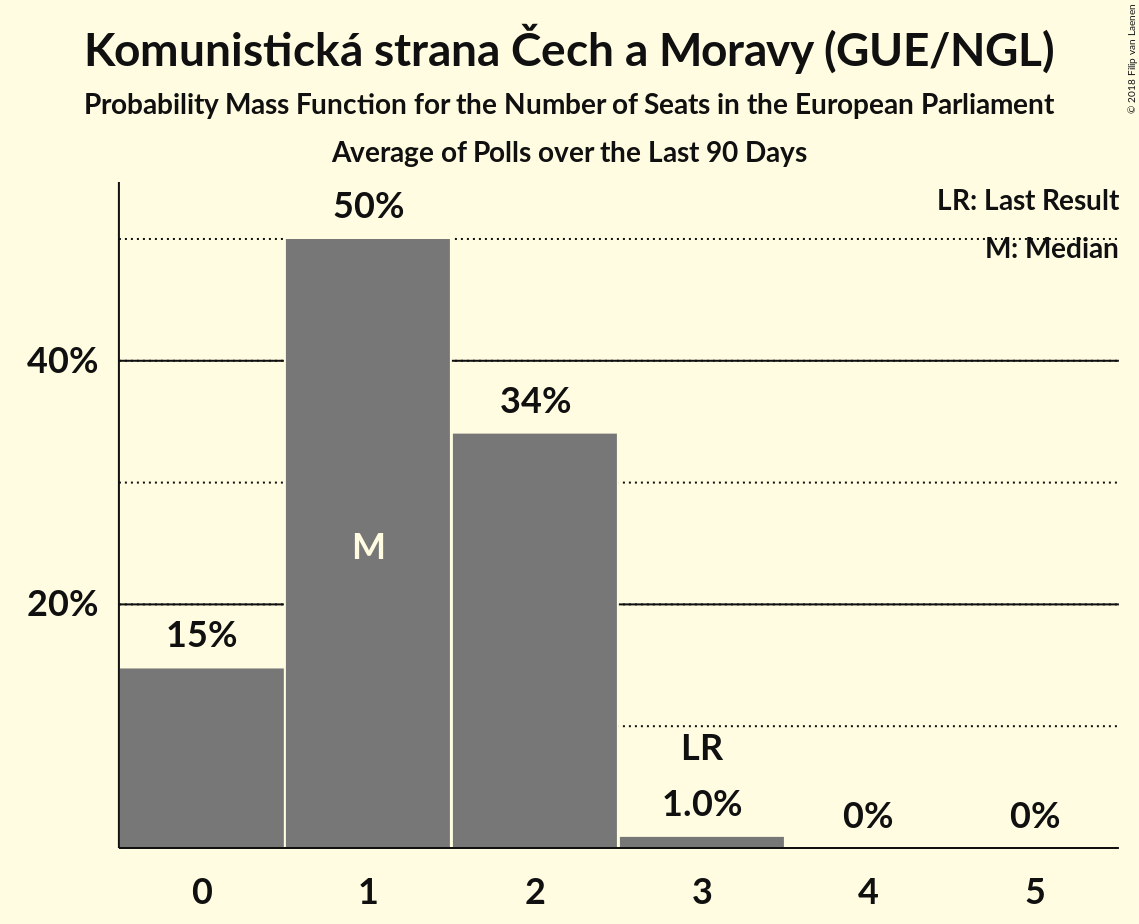 Komunistická strana Čech a Moravy (GUE/NGL)
Probability Mass Function for the Number of Seats in the European Parliament
Average of Polls over the Last 90 Days
© 2018 Filip van Laenen
LR: Last Result
M: Median
50%
40%
34%
M
20%
15%
LR
1.0%
0%
0%
0
1
2
3
4
5